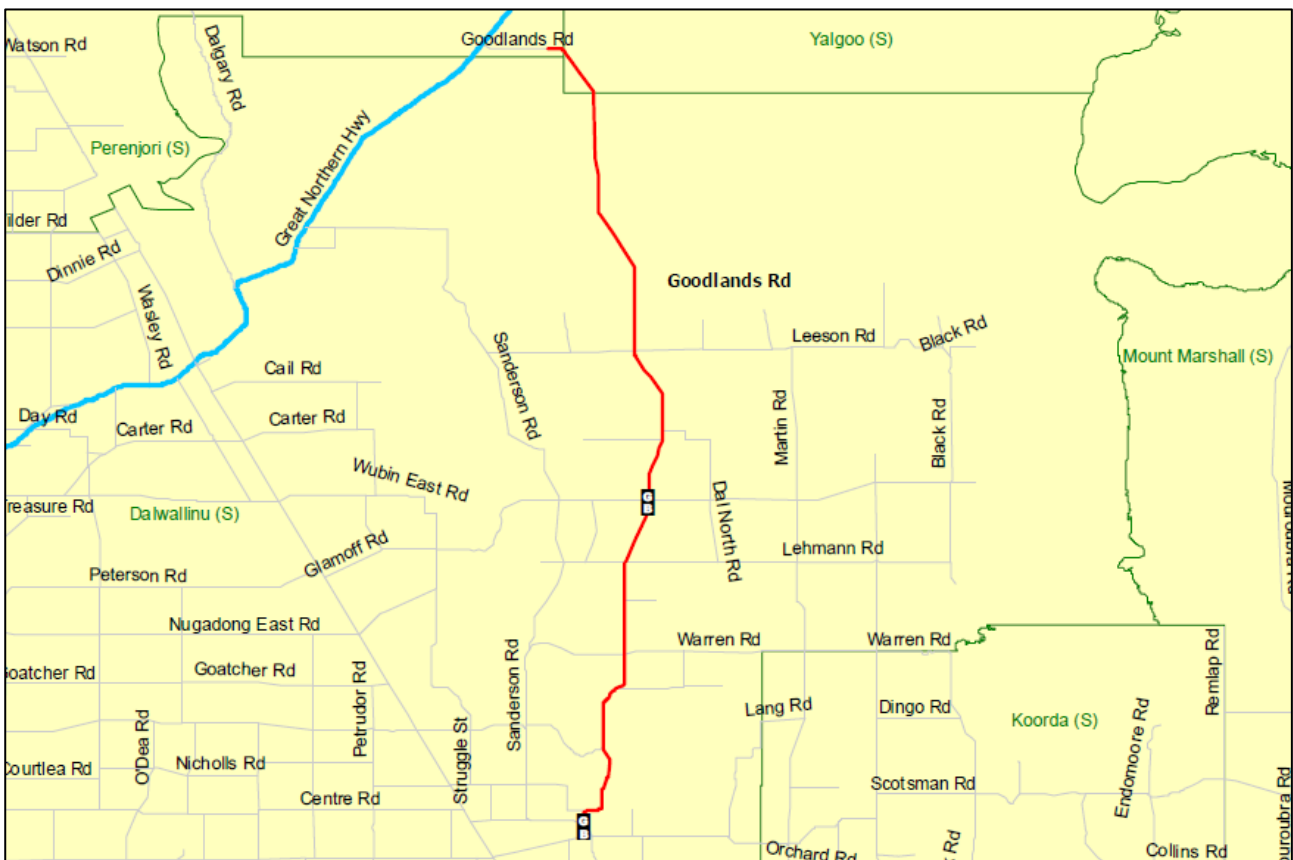 Goodlands Rd
Yalgoo (S)
Watson Rd
Dalgary Rd
Perenjori (S)
Great Northern Hwy
ilder Rd
Dinnie Rd
Wasley Rd
Goodlands Rd
Leeson Rd
Black Rd
Mount Marshall (S)
Cail Rd
Sanderson Rd
Day Rd
Carter Rd
Carter Rd
Martin Rd
Black Rd
Wubin East Rd
Treasure Rd
Dalwallinu (S)
Dal North Rd
Glamoff Rd
Lehmann Rd
Peterson Rd
Nugadong East Rd
Warren Rd
Warren Rd
Goatcher Rd
Goatcher Rd
Petrudor Rd
Sanderson Rd
Remlap Rd
Lang Rd
Dingo Rd
Koorda (S)
O'Dea Rd
Struggle St
Endomoore Rd
Courtlea Rd
Nicholls Rd
Scotsman Rd
Centre Rd
ouroubra Rd
Orchard Rd
Collins Rd